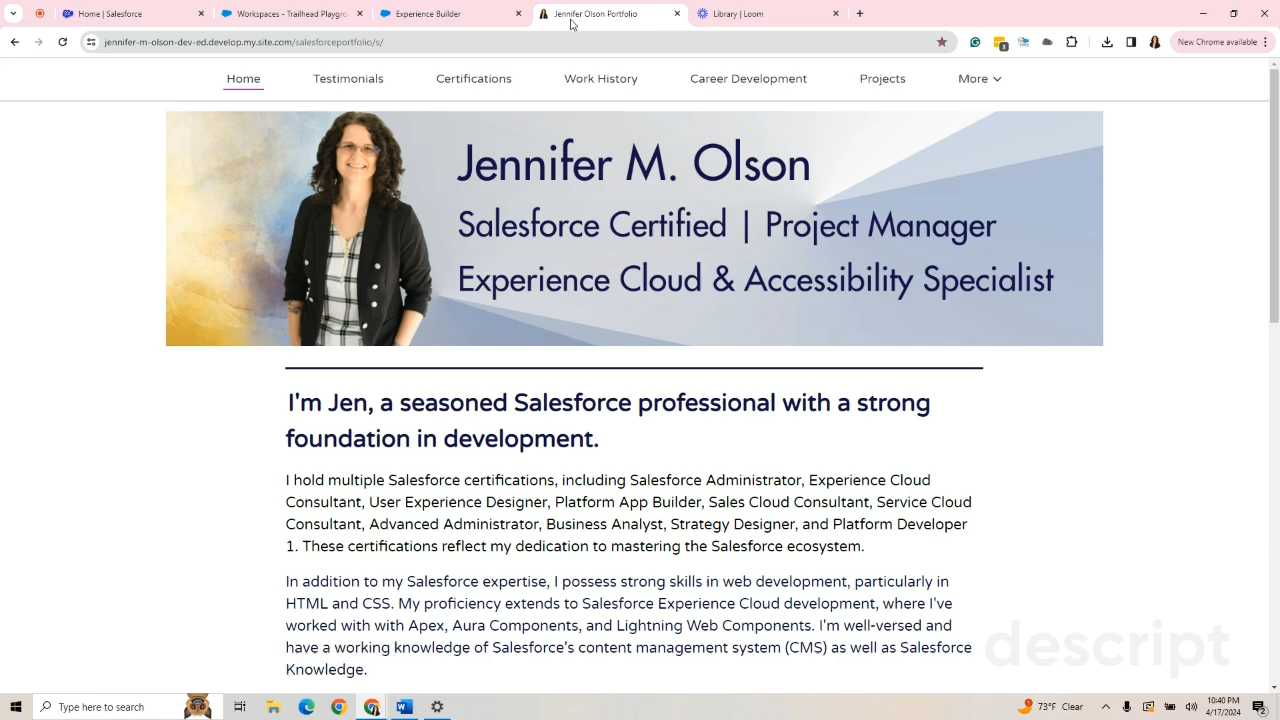 Home | Salesforce
Workspaces - Trailhead Playgro
Experience Builder
Jennifer Olson Portfolio
Library | Loom
jennifer-m-olson-dev-ed.develop.my.site.com/salesforceportfolio/s/
New Chrome available
Home
Testimonials
Certifications
Work History
Career Development
Projects
More
Jennifer M. Olson
Salesforce Certified | Project Manager
Experience Cloud & Accessibility Specialist
I'm Jen, a seasoned Salesforce professional with a strong
foundation in development.
I hold multiple Salesforce certifications, including Salesforce Administrator, Experience Cloud
Consultant, User Experience Designer, Platform App Builder, Sales Cloud Consultant, Service Cloud
Consultant, Advanced Administrator, Business Analyst, Strategy Designer, and Platform Developer
1. These certifications reflect my dedication to mastering the Salesforce ecosystem.
In addition to my Salesforce expertise, I possess strong skills in web development, particularly in
HTML and CSS. My proficiency extends to Salesforce Experience Cloud development, where I've
worked with with Apex, Aura Components, and Lightning Web Components. I'm well-versed and
have a working knowledge of Salesforce's content management system (CMS) as well as Salesforce
Knowledge.
descript
Type here to search
73°F Clear
10:40 PM
4/17/2024